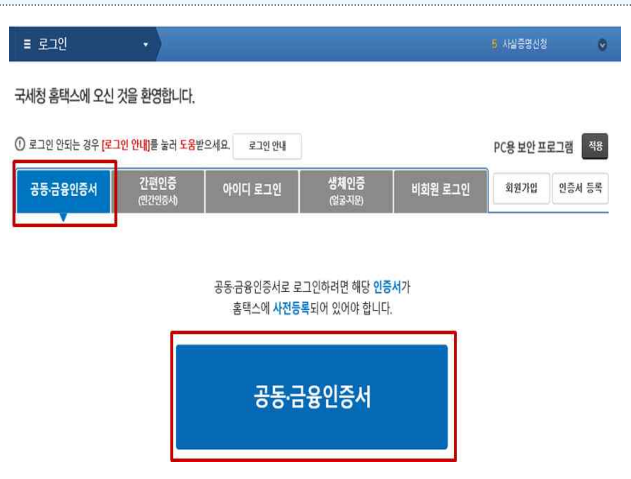 로그인
5 사실증명신청
국세청 홈택스에 오신 것을 환영합니다.
로그인 안되는 경우 [로그인 안내]를 눌러 도움받으세요. 로그인 안내
PC용 보안 프로그램 적용
공동·금융인증서 간편인증 아이디 로그인 생체인증 비회원 로그인 회원가입 인증서 등록
(민간인증서) (얼굴·지문)
공동·금융인증서로 로그인하려면 해당 인증서가
홈택스에 사전등록되어 있어야 합니다.
공동·금융인증서